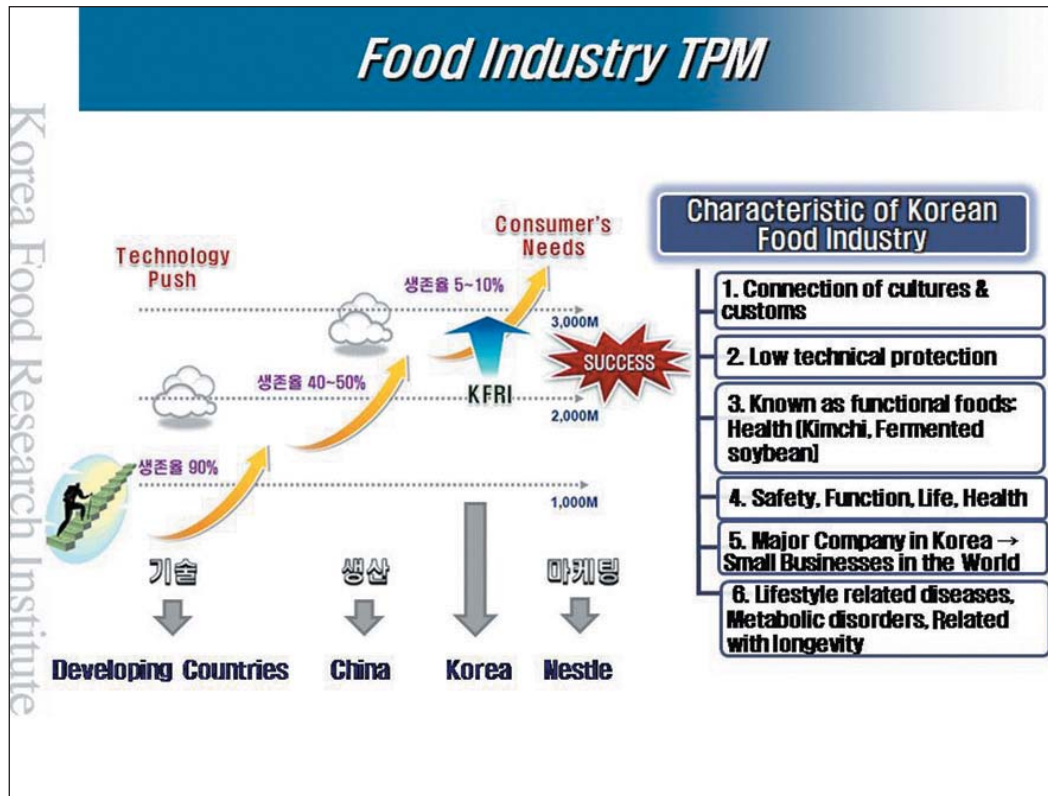 Food Industry TPM
Korea Food Research Institute
Technology
Push
Consumer's
Needs
생존율 5~10%
3,000M
SUCCESS
KFRI
생존율 40~50%
2,000M
생존율 90%
1,000M
기술
생산
마케팅
Developing Countries
China
Korea
Nestle
Characteristic of Korean
Food Industry
1. Connection of cultures &
customs
2. Low technical protection
3. Known as functional foods:
Health [Kimchi, Fermented
soybean]
4. Safety, Function, Life, Health
5. Major Company in Korea →
Small Businesses in the World
6. Lifestyle related diseases,
Metabolic disorders, Related
with longevity